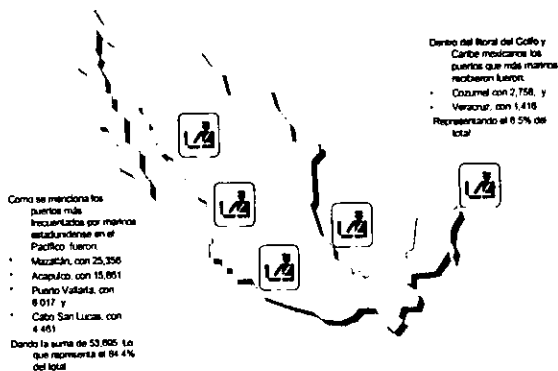 Dentro del litoral del Golfo y
Caribe mexicanos los
puertos que más marinos
recibieron fueron.
· Cozumel con 2,758, y
· Veracruz, con 1,416
Representando el 6.5% del
total
Como se menciona los
puertos más
frecuentados por marinos
estadunidense en el
Pacífico fueron
* Mazatlán, con 25,356
* Acapulco, con 15,861
* Puerto Vallarta, con
8 017 y
* Cabo San Lucas, con
4 461
Dando la suma de 53,695 Lo
que representa el 84.4%
del total